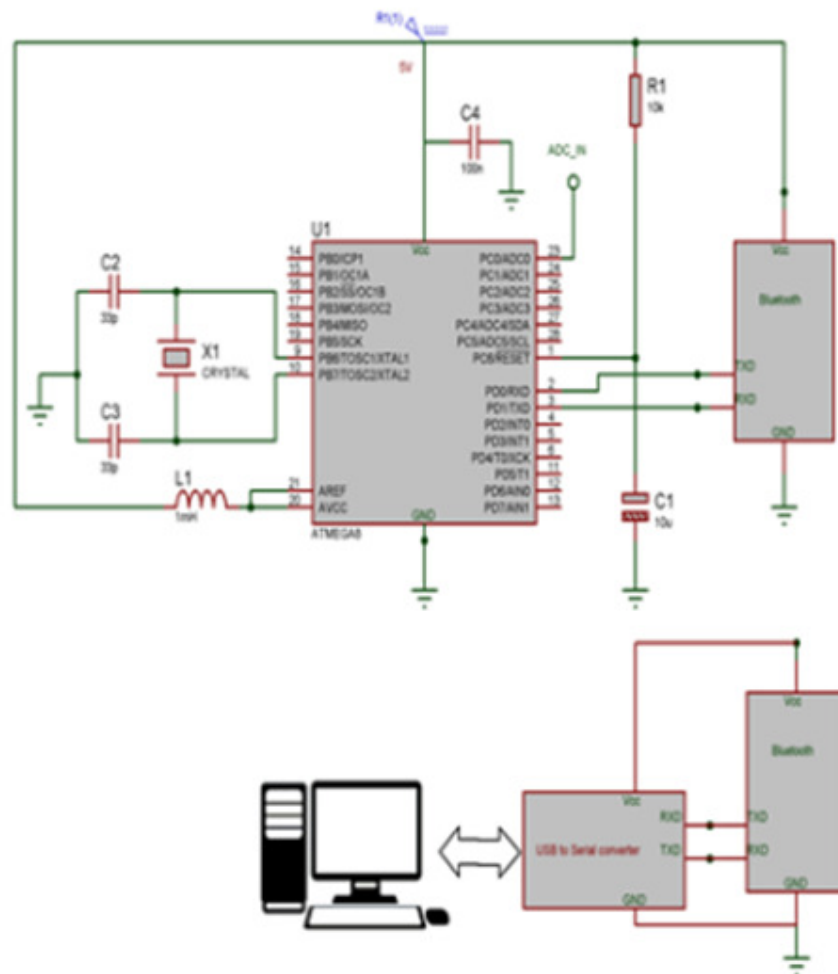 R1(1)
5V
R1
10k
C4
100n
ADC_IN
U1
Vcc
14
PB0/ICP1
PC0/ADC0
23
15
PB1/OC1A
PC1/ADC1
24
16
PB2/SS/OC1B
PC2/ADC2
25
17
PB3/MOSI/OC2
PC3/ADC3
26
18
PB4/MISO
PC4/ADC4/SDA
27
19
PB5/SCK
PC5/ADC5/SCL
28
9
PB6/TOSC1/XTAL1
PC6/RESET
1
10
PB7/TOSC2/XTAL2
PD0/RXD
2
PD1/TXD
3
PD2/INT0
4
PD3/INT1
5
PD4/T0/XCK
6
PD5/T1
11
21
AREF
PD6/AIN0
12
20
AVCC
PD7/AIN1
13
GND
ATMEGA8
C2
33p
X1
CRYSTAL
C3
33p
L1
1mH
C1
10u
Vcc
Bluetooth
TXD
RXD
GND
Vcc
Bluetooth
TXD
RXD
GND
Vcc
RXD
USB to Serial converter
TXD
GND